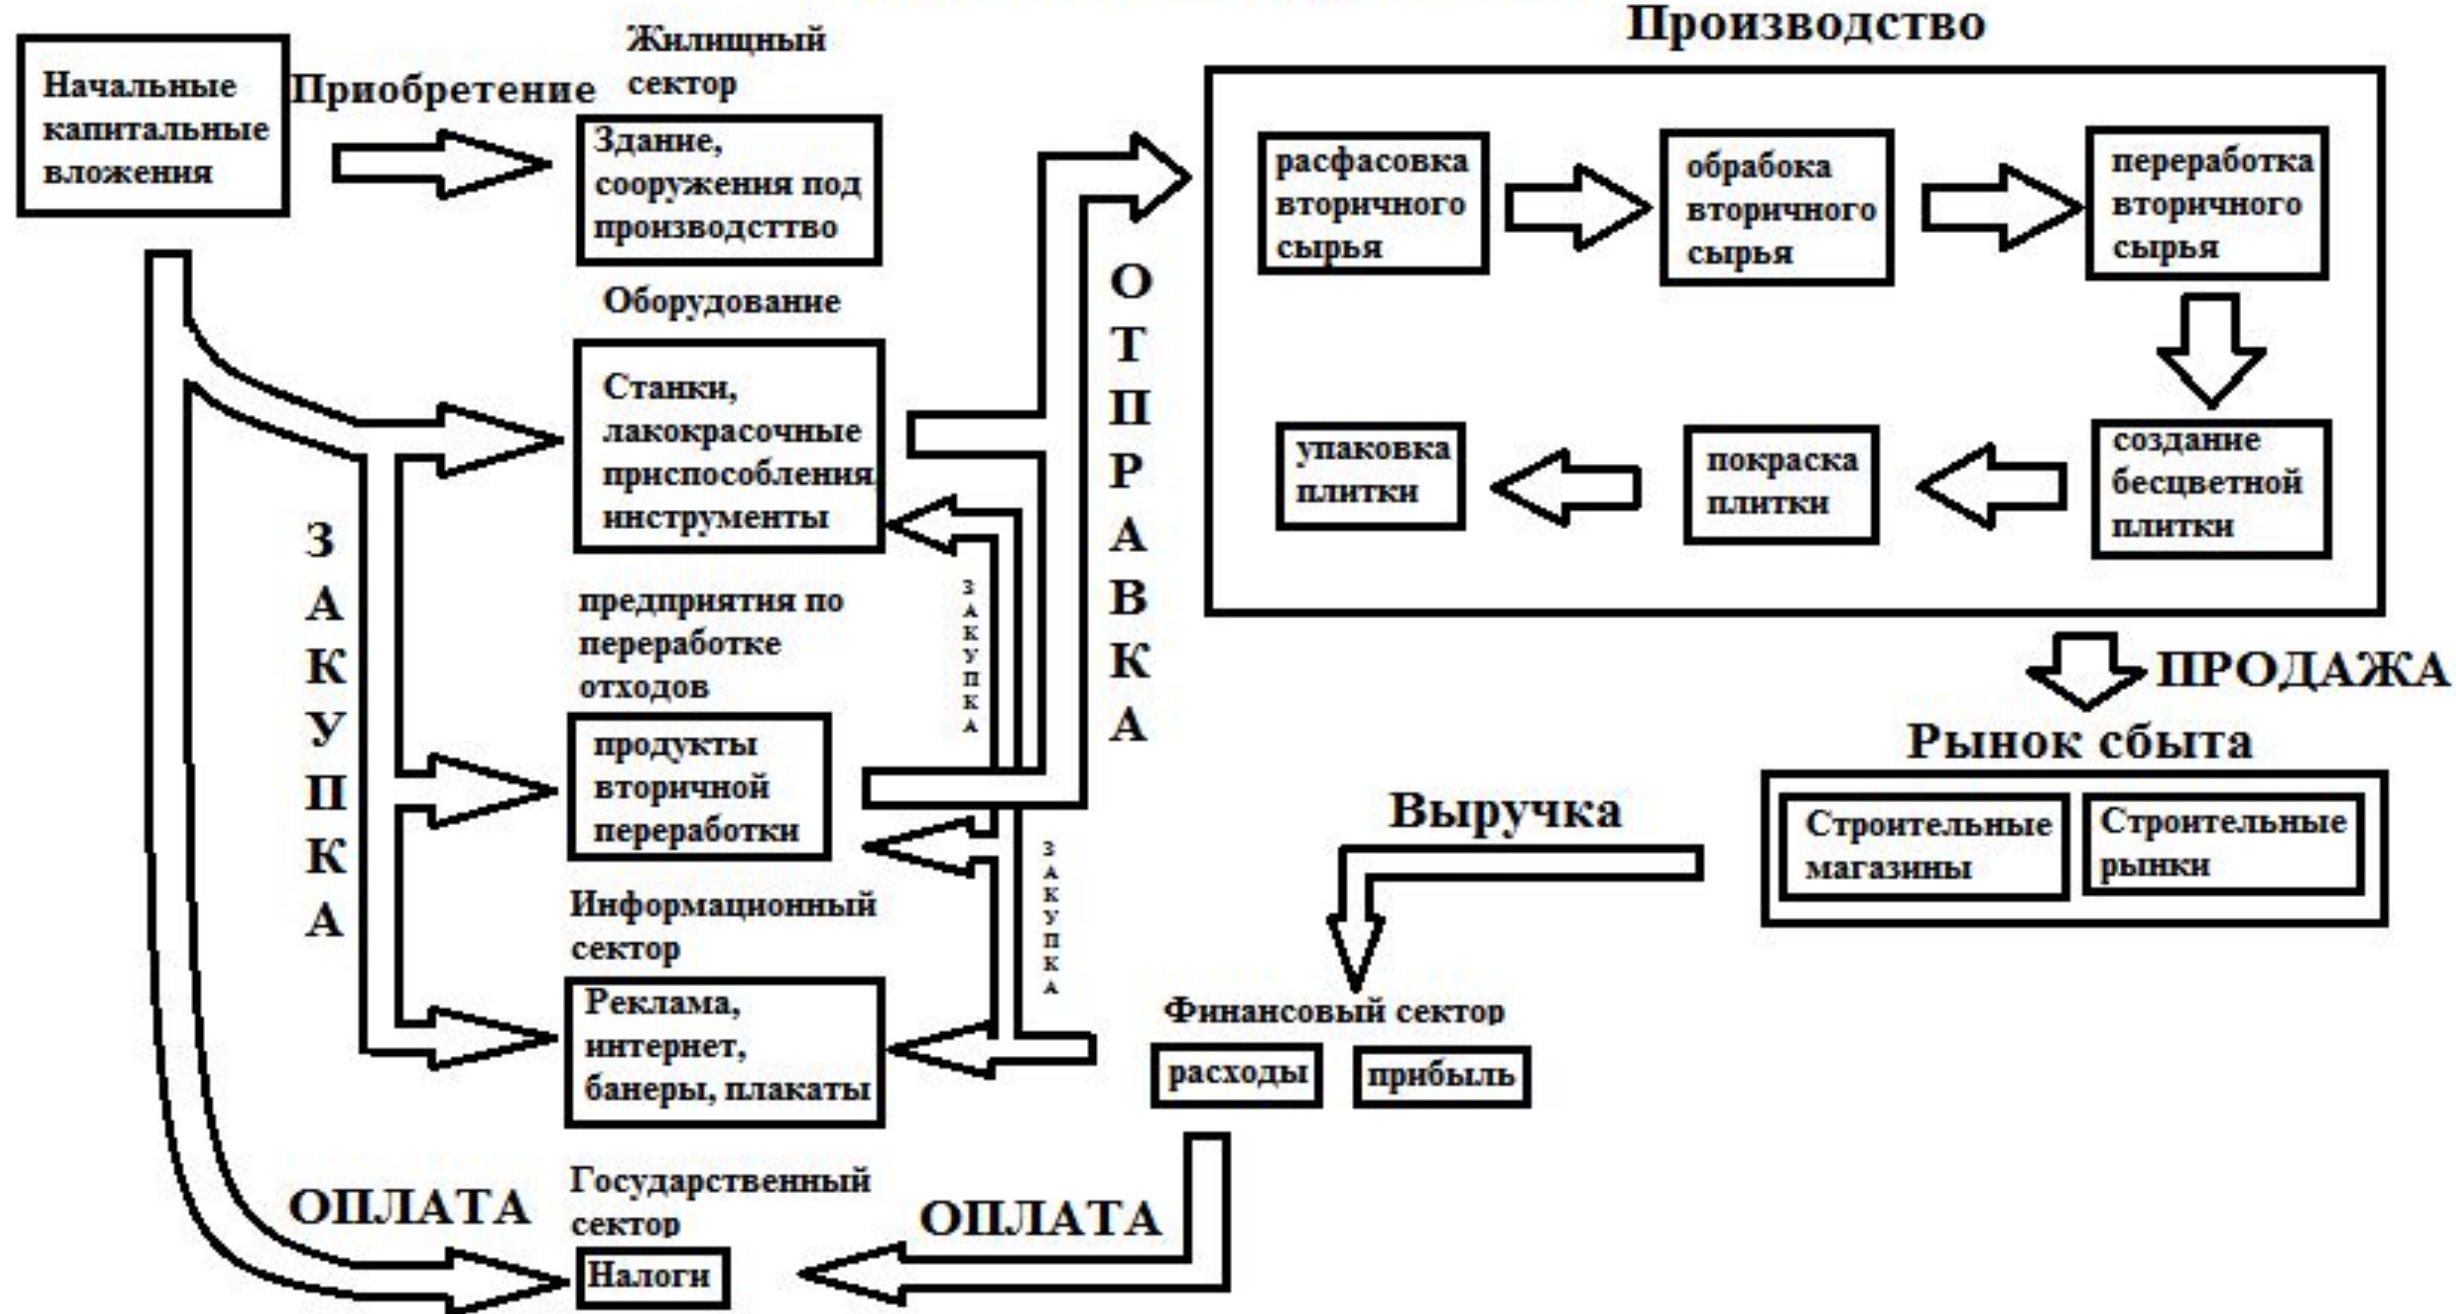 Производство
Жилищный
сектор
Начальные
капитальные
вложения
Приобретение
Здание,
сооружения под
производсттво
Оборудование
Станки,
лакокрасочные
приспособления,
инструменты
ЗАКУПКА
предприятия по
переработке
отходов
продукты
вторичной
переработки
Информационный
сектор
Реклама,
интернет,
банеры, плакаты
ЗАКУПКА
ЗАКУПКА
ОТПРАВКА
расфасовка
вторичного
сырья
обрабока
вторичного
сырья
переработка
вторичного
сырья
создание
бесцветной
плитки
покраска
плитки
упаковка
плитки
ПРОДАЖА
Рынок сбыта
Строительные
магазины
Строительные
рынки
Выручка
Финансовый сектор
расходы
прибыль
ОПЛАТА
Государственный
сектор
Налоги
ОПЛАТА